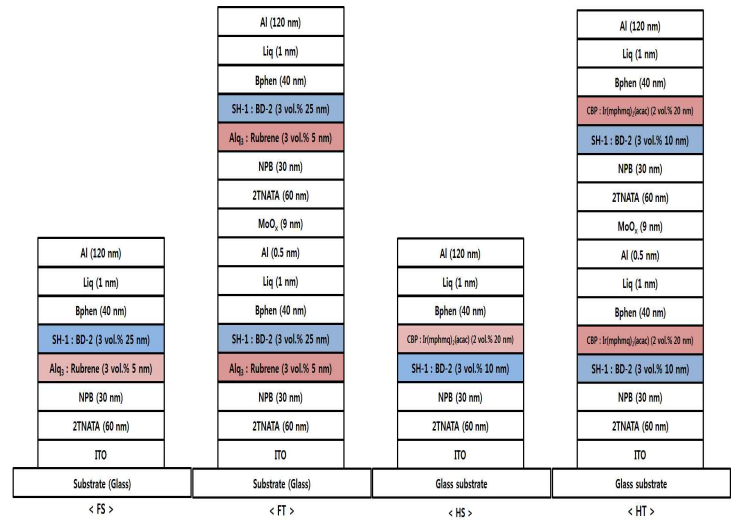 Al (120 nm)
Liq (1 nm)
Bphen (40 nm)
SH-1 : BD-2 (3 vol.% 25 nm)
Alq₃ : Rubrene (3 vol.% 5 nm)
NPB (30 nm)
2TNATA (60 nm)
ITO
Substrate (Glass)
< FS >
Al (120 nm)
Liq (1 nm)
Bphen (40 nm)
SH-1 : BD-2 (3 vol.% 25 nm)
Alq₃ : Rubrene (3 vol.% 5 nm)
NPB (30 nm)
2TNATA (60 nm)
MoOₓ (9 nm)
Al (0.5 nm)
Liq (1 nm)
Bphen (40 nm)
SH-1 : BD-2 (3 vol.% 25 nm)
Alq₃ : Rubrene (3 vol.% 5 nm)
NPB (30 nm)
2TNATA (60 nm)
ITO
Substrate (Glass)
< FT >
Al (120 nm)
Liq (1 nm)
Bphen (40 nm)
CBP : Ir(mphmq)₂(acac) (2 vol.% 20 nm)
SH-1 : BD-2 (3 vol.% 10 nm)
NPB (30 nm)
2TNATA (60 nm)
ITO
Glass substrate
< HS >
Al (120 nm)
Liq (1 nm)
Bphen (40 nm)
CBP : Ir(mphmq)₂(acac) (2 vol.% 20 nm)
SH-1 : BD-2 (3 vol.% 10 nm)
NPB (30 nm)
2TNATA (60 nm)
MoOₓ (9 nm)
Al (0.5 nm)
Liq (1 nm)
Bphen (40 nm)
CBP : Ir(mphmq)₂(acac) (2 vol.% 20 nm)
SH-1 : BD-2 (3 vol.% 10 nm)
NPB (30 nm)
2TNATA (60 nm)
ITO
Glass substrate
< HT >